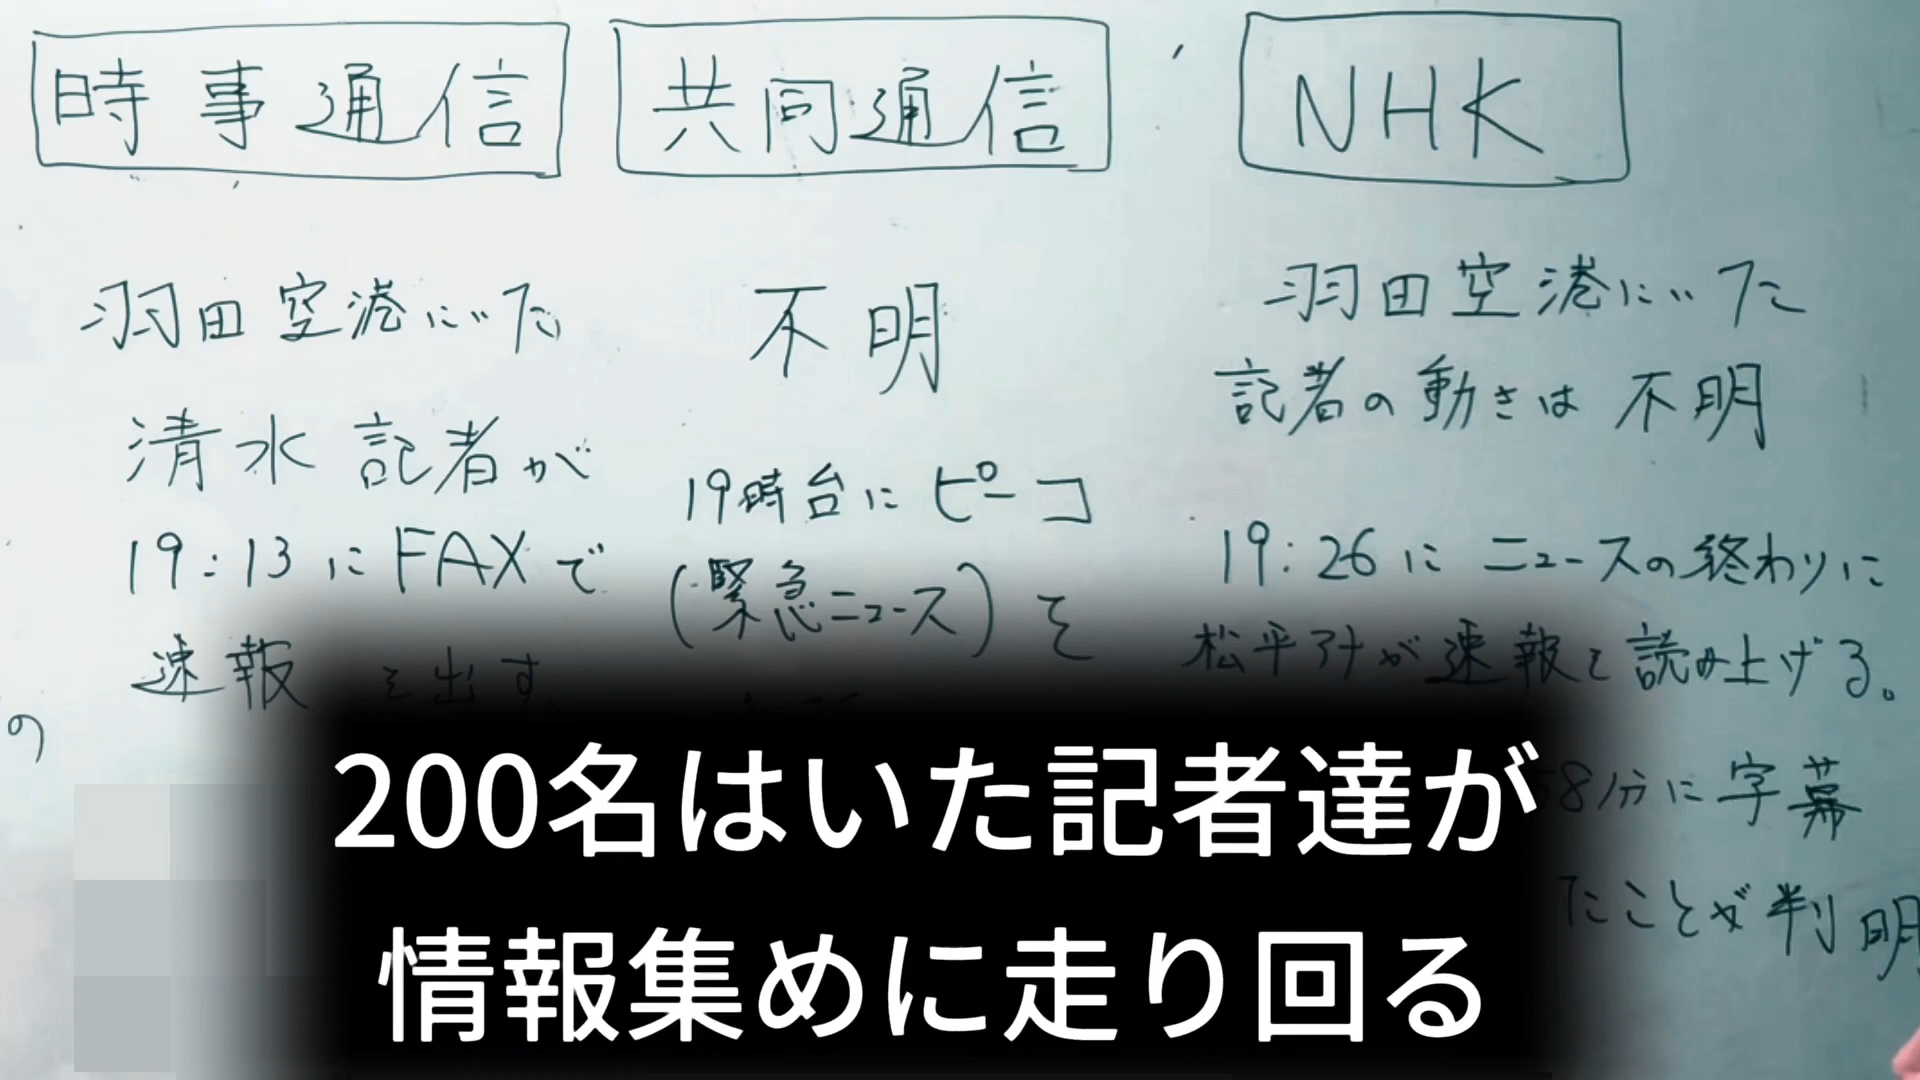 時事通信
羽田空港にいた
清水記者が
19:13にFAXで
速報を出す
の
共同通信
不明
19時台にピーコ
(緊急ニュース)を
NHK
羽田空港にいた
記者の動きは不明
19:26にニュースの終わりに
松平アナが速報を読み上げる。
58分に字幕
たことが判明
200名はいた記者達が
情報集めに走り回る